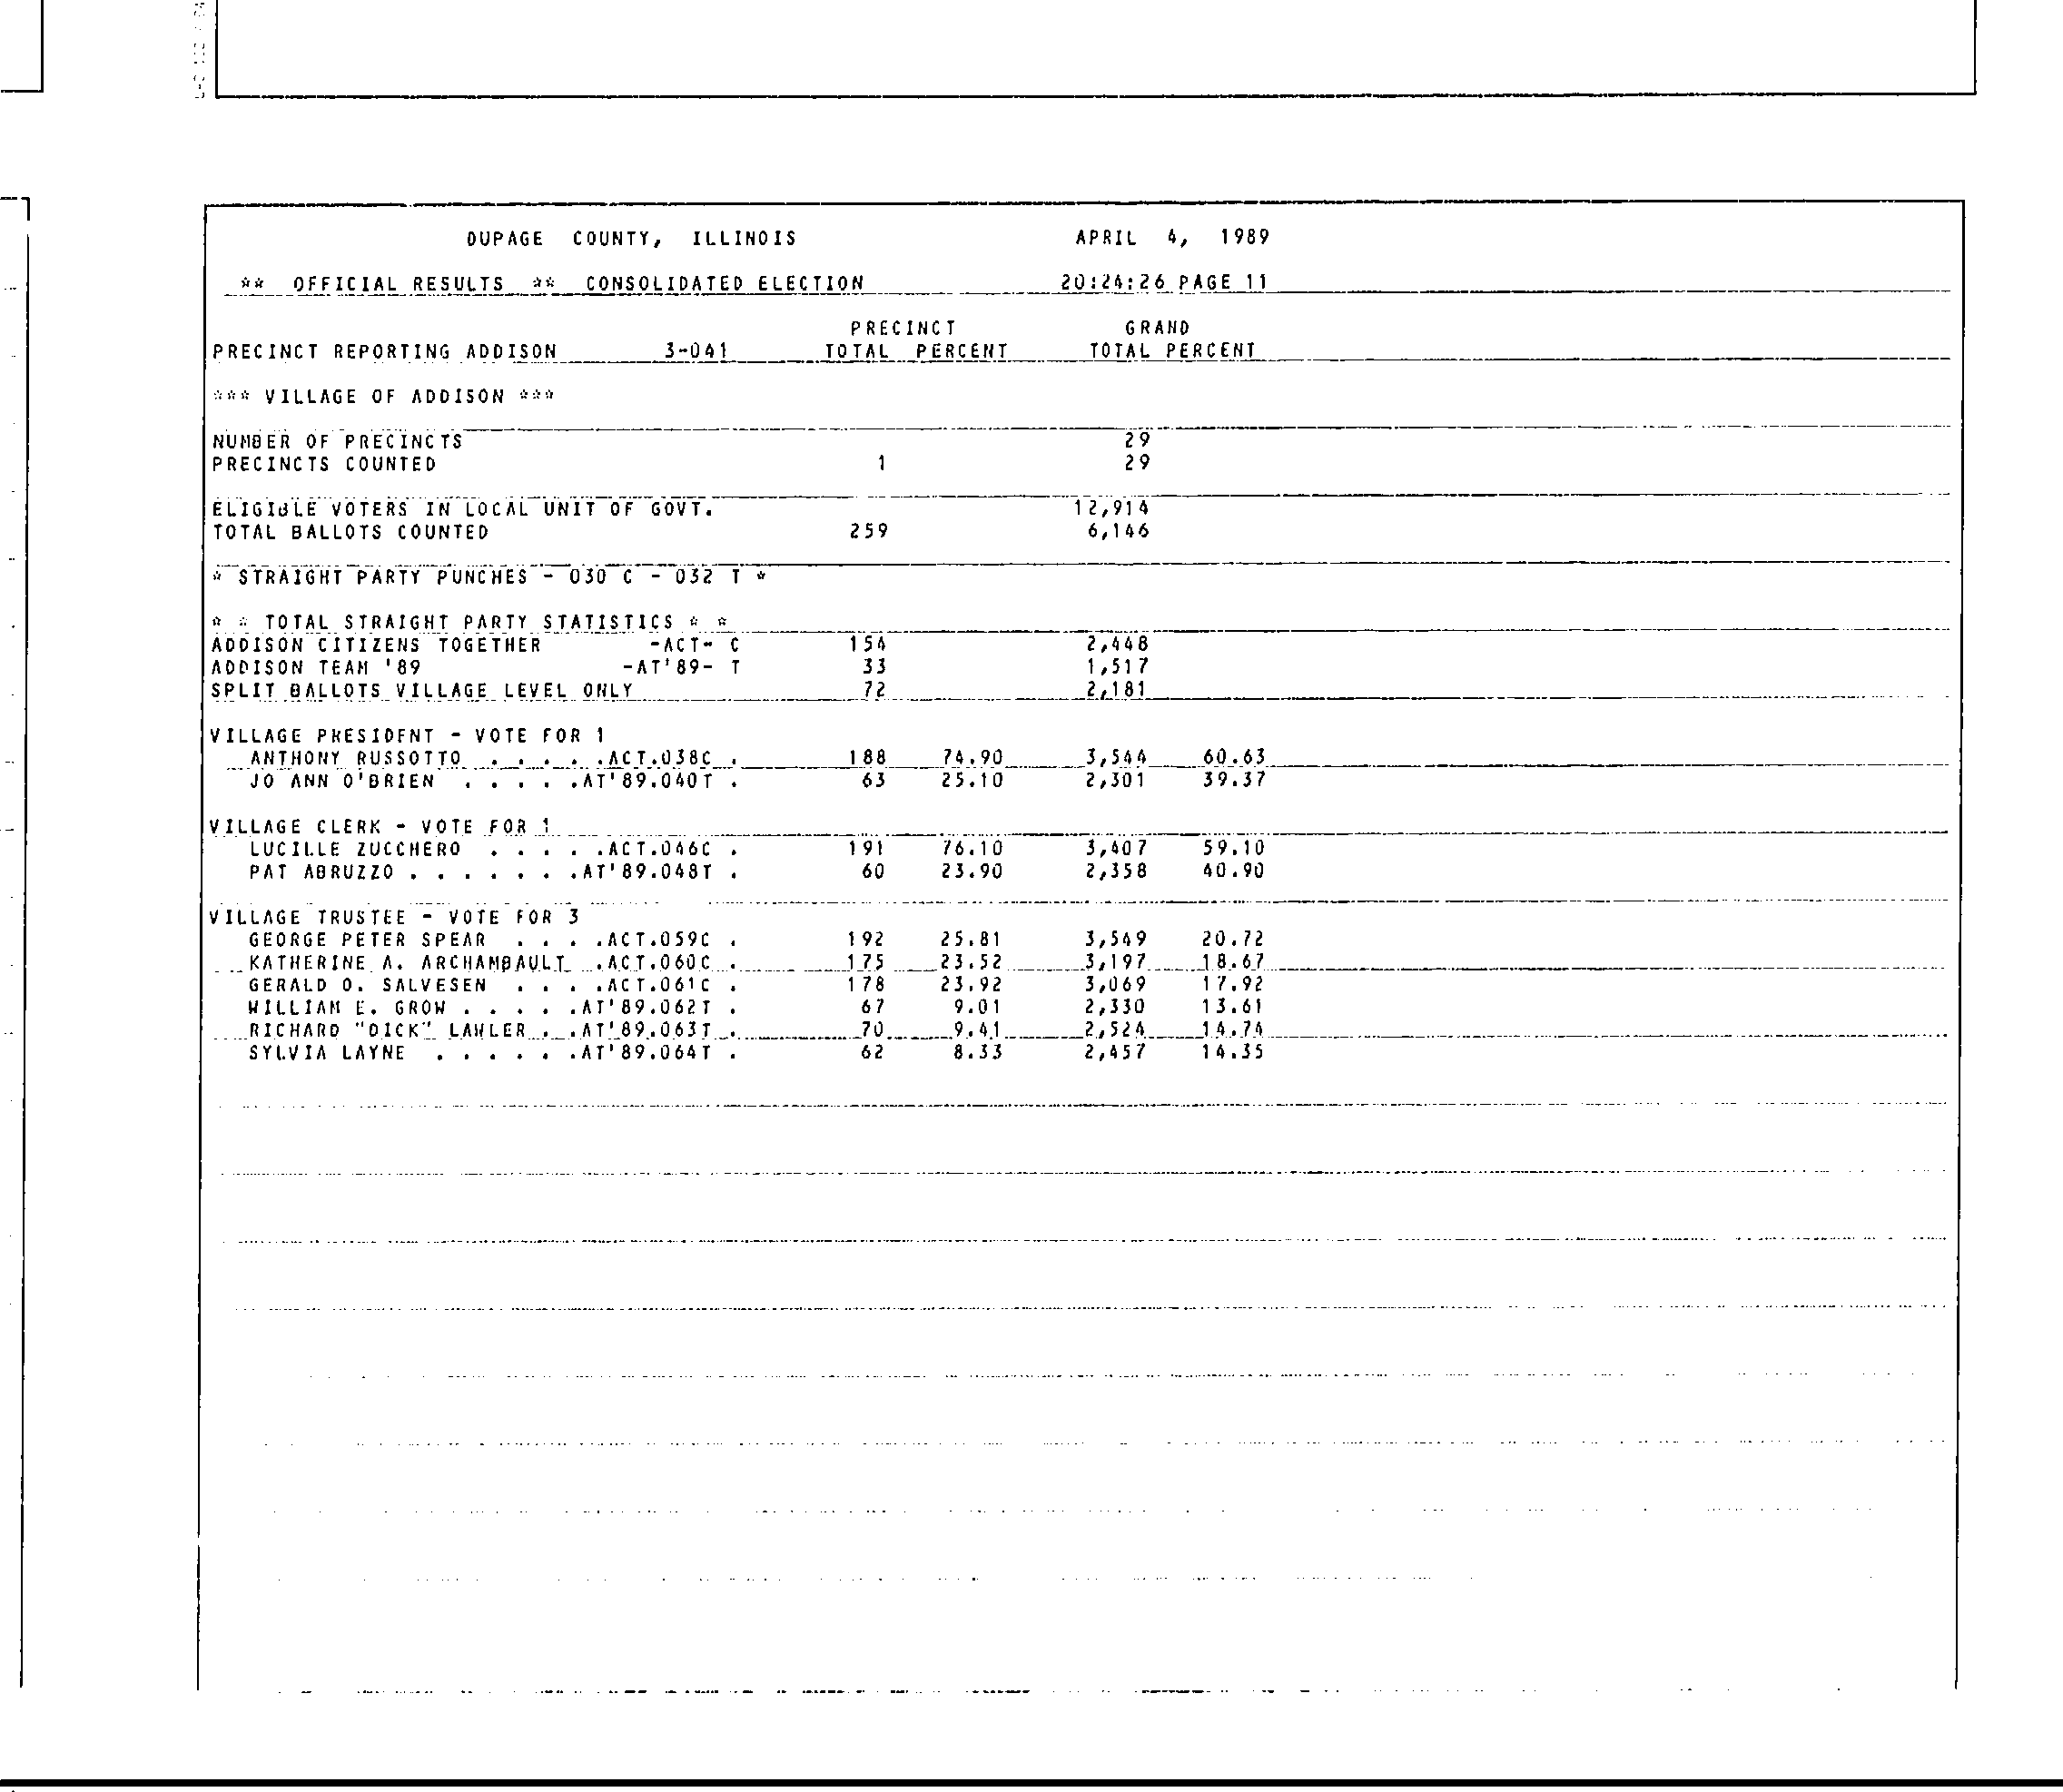 DUPAGE COUNTY, ILLINOIS APRIL 4, 1989
** OFFICIAL RESULTS ** CONSOLIDATED ELECTION 20:24:26 PAGE 11
PRECINCT GRAND
PRECINCT REPORTING ADDISON 3-041 TOTAL PERCENT TOTAL PERCENT
*** VILLAGE OF ADDISON ***
NUMBER OF PRECINCTS 29
PRECINCTS COUNTED 1 29
ELIGIBLE VOTERS IN LOCAL UNIT OF GOVT. 12,914
TOTAL BALLOTS COUNTED 259 6,146
* STRAIGHT PARTY PUNCHES - 030 C - 032 T *
* * TOTAL STRAIGHT PARTY STATISTICS * *
ADDISON CITIZENS TOGETHER -ACT- C 154 2,448
ADDISON TEAM '89 -AT'89- T 33 1,517
SPLIT BALLOTS VILLAGE LEVEL ONLY 72 2,181
VILLAGE PRESIDENT - VOTE FOR 1
ANTHONY RUSSOTTO . . . . . .ACT.038C . 188 74.90 3,544 60.63
JO ANN O'BRIEN . . . . .AT'89.040T . 63 25.10 2,301 39.37
VILLAGE CLERK - VOTE FOR 1
LUCILLE ZUCCHERO . . . . .ACT.046C . 191 76.10 3,407 59.10
PAT ABRUZZO . . . . . . .AT'89.048T . 60 23.90 2,358 40.90
VILLAGE TRUSTEE - VOTE FOR 3
GEORGE PETER SPEAR . . . .ACT.059C . 192 25.81 3,549 20.72
KATHERINE A. ARCHAMBAULT .ACT.060C . 175 23.52 3,197 18.67
GERALD O. SALVESEN . . . .ACT.061C . 178 23.92 3,069 17.92
WILLIAM E. GROW . . . . .AT'89.062T . 67 9.01 2,330 13.61
RICHARD "DICK" LAWLER . .AT'89.063T . 70 9.41 2,524 14.74
SYLVIA LAYNE . . . . . .AT'89.064T . 62 8.33 2,457 14.35